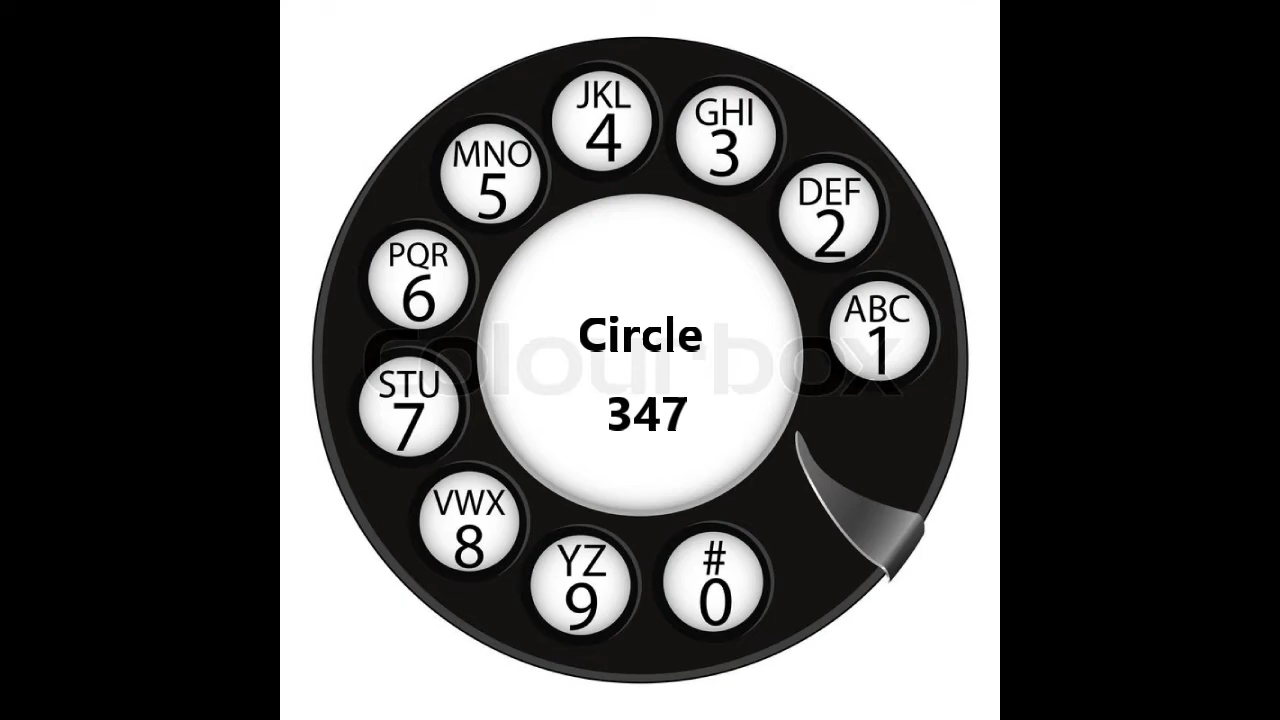 JKL
4
GHI
3
MNO
5
DEF
2
PQR
6
ABC
1
Circle
347
colourbox
STU
7
VWX
8
YZ
9
#
0